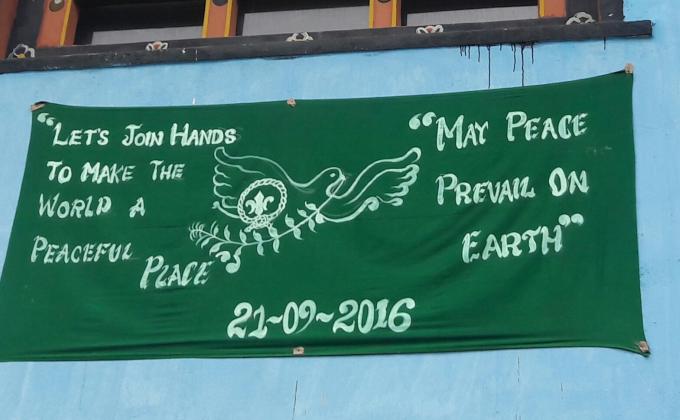 “LET'S JOIN HANDS
TO MAKE THE
WORLD A
PEACEFUL
PLACE”
“MAY PEACE
PREVAIL ON
EARTH”
21-09-2016